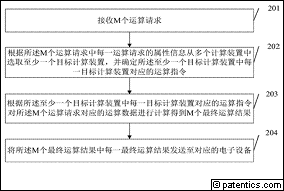 201
接收M个运算请求
202
根据所述M个运算请求中每一运算请求的属性信息从多个计算装置中
选取至少一个目标计算装置，并确定所述至少一个目标计算装置中每
一目标计算装置对应的运算指令
203
根据所述至少一个目标计算装置中每一目标计算装置对应的运算指令
对所述M个运算请求对应的运算数据进行计算得到M个最终运算结果
204
将所述M个最终运算结果中每一最终运算结果发送至对应的电子设备
© patentics.com